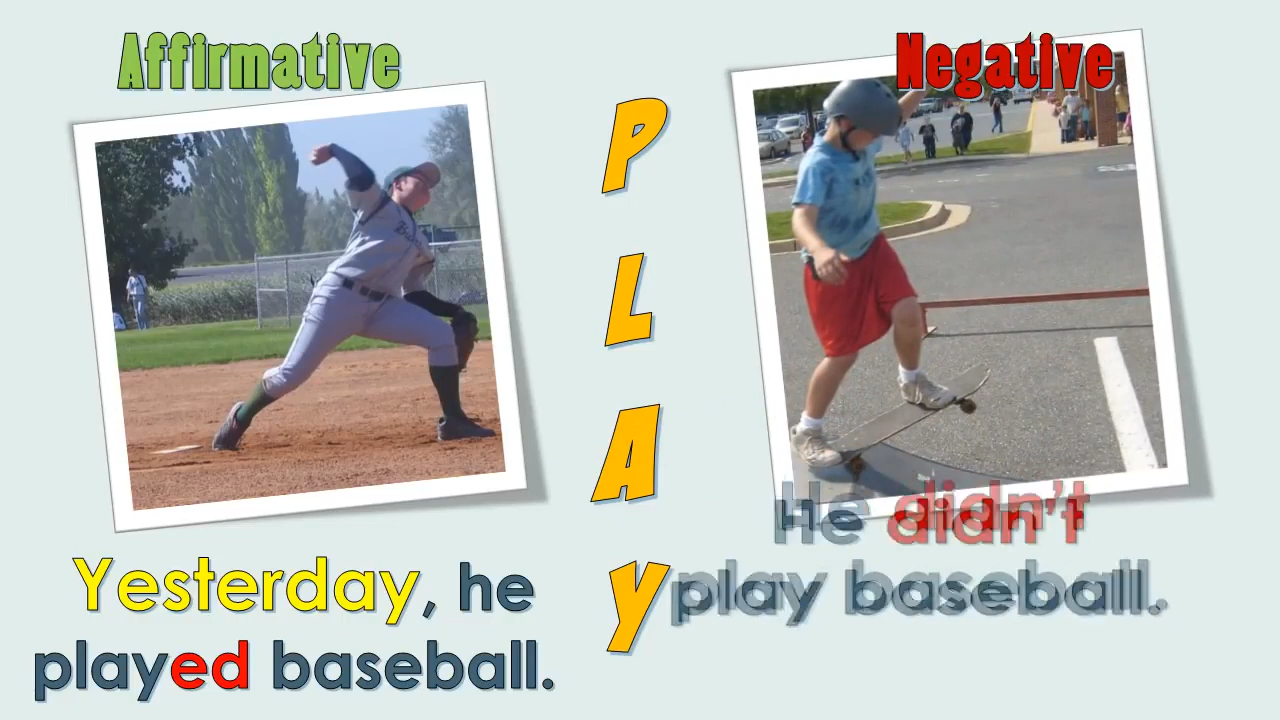 Affirmative
Negative
P
L
A
Y
Yesterday, he
played baseball.
He didn't
play baseball.